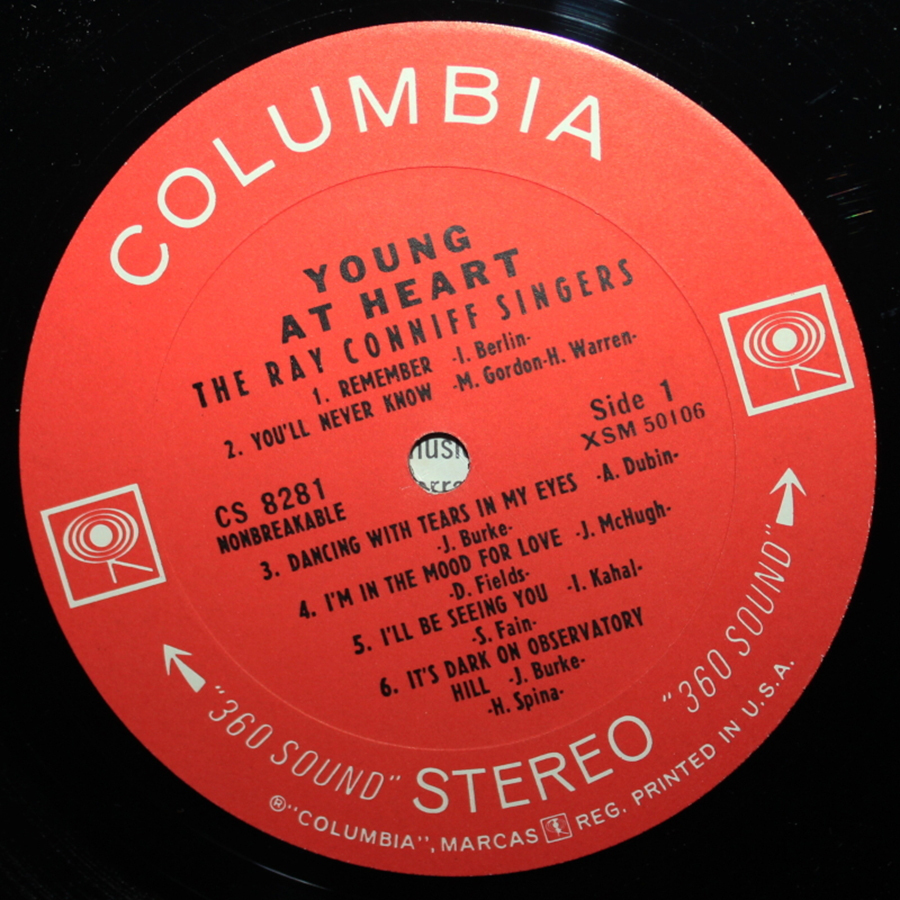 COLUMBIA
YOUNG
AT HEART
THE RAY CONNIFF SINGERS
1. REMEMBER -I. Berlin-
2. YOU'LL NEVER KNOW -M. Gordon-H. Warren-
Side 1
XSM 50106
CS 8281
NONBREAKABLE
3. DANCING WITH TEARS IN MY EYES -A. Dubin-
-J. Burke-
4. I'M IN THE MOOD FOR LOVE -J. McHugh-
-D. Fields-
5. I'LL BE SEEING YOU -I. Kahal-
-S. Fain-
6. IT'S DARK ON OBSERVATORY
HILL -J. Burke-
-H. Spina-
"360 SOUND" STEREO "360 SOUND"
® "COLUMBIA", MARCAS REG. PRINTED IN U.S.A.